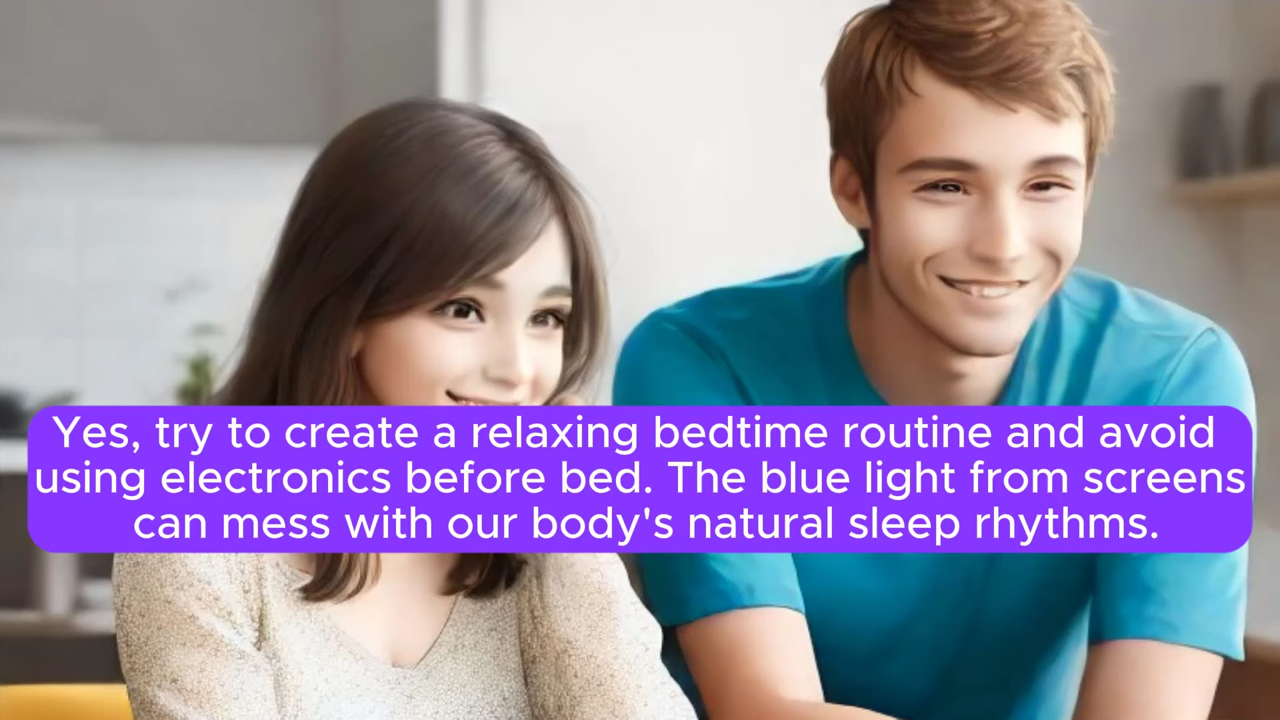 Yes, try to create a relaxing bedtime routine and avoid
using electronics before bed. The blue light from screens
can mess with our body's natural sleep rhythms.